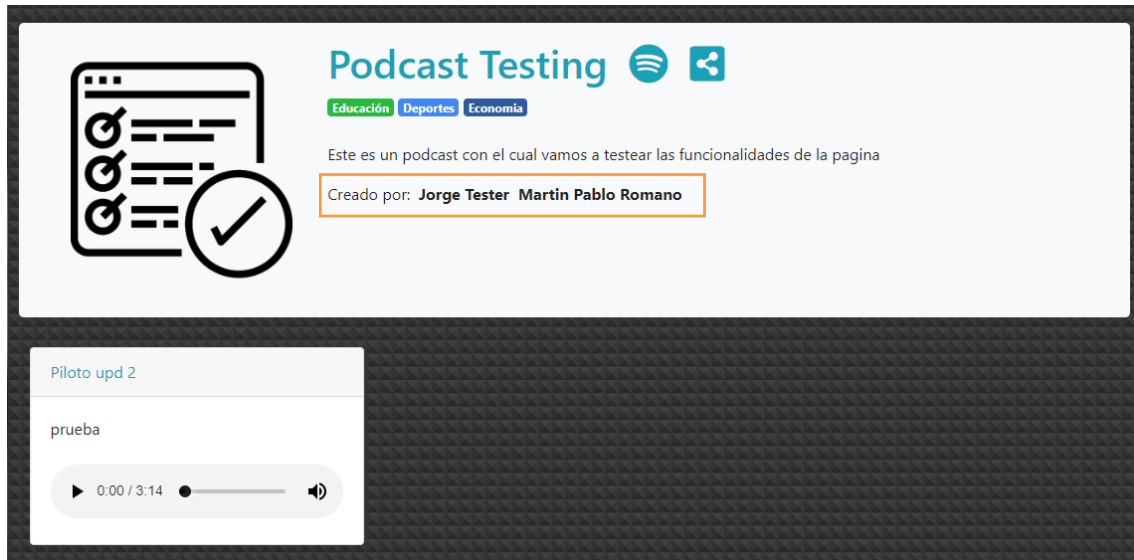 Podcast Testing
Educación Deportes Economia
Este es un podcast con el cual vamos a testear las funcionalidades de la pagina
Creado por: Jorge Tester Martin Pablo Romano
Piloto upd 2
prueba
0:00 / 3:14